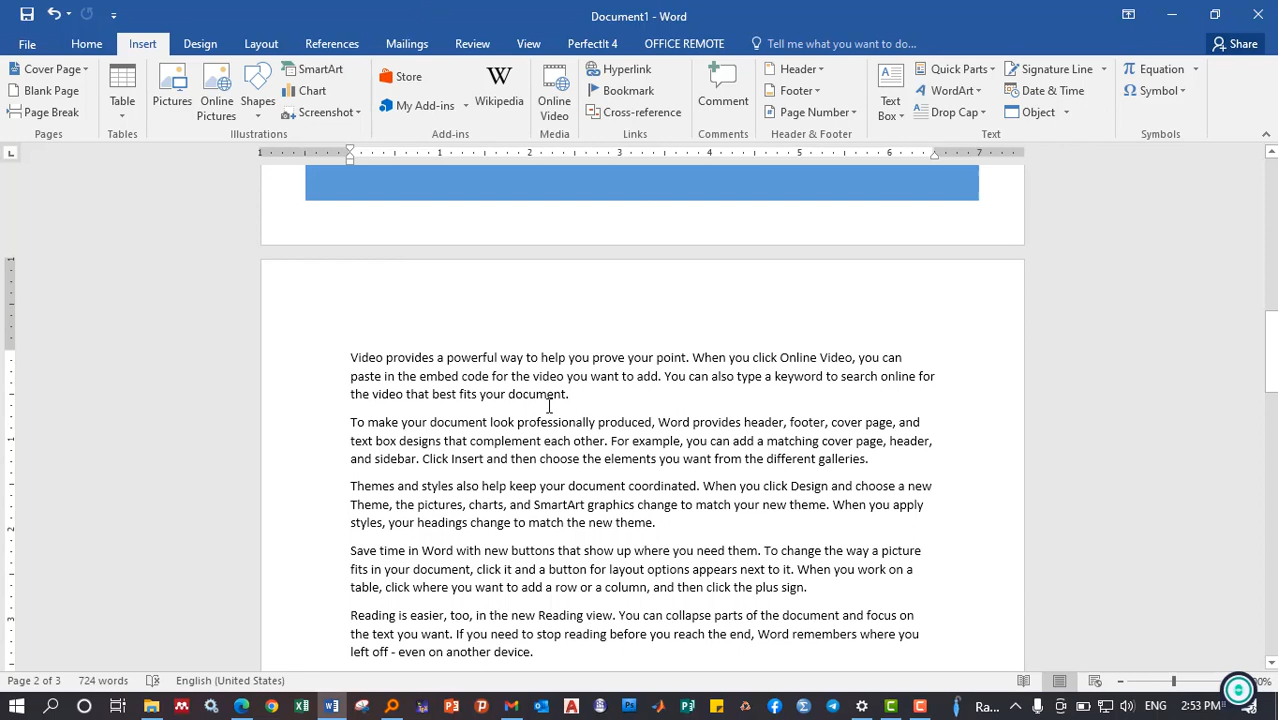 Document1 - Word
File Home Insert Design Layout References Mailings Review View PerfectIt 4 OFFICE REMOTE Tell me what you want to do... Share
Cover Page
Blank Page
Page Break
Pages
Table
Tables
Pictures
Online Pictures
Shapes
SmartArt
Chart
Screenshot
Illustrations
Store
My Add-ins
Wikipedia
Add-ins
Online Video
Media
Hyperlink
Bookmark
Cross-reference
Links
Comment
Comments
Header
Footer
Page Number
Header & Footer
Text Box
Quick Parts
WordArt
Drop Cap
Signature Line
Date & Time
Object
Text
Equation
Symbol
Symbols
1 1 2 3 4 5 6 7
Video provides a powerful way to help you prove your point. When you click Online Video, you can
paste in the embed code for the video you want to add. You can also type a keyword to search online for
the video that best fits your document.
To make your document look professionally produced, Word provides header, footer, cover page, and
text box designs that complement each other. For example, you can add a matching cover page, header,
and sidebar. Click Insert and then choose the elements you want from the different galleries.
Themes and styles also help keep your document coordinated. When you click Design and choose a new
Theme, the pictures, charts, and SmartArt graphics change to match your new theme. When you apply
styles, your headings change to match the new theme.
Save time in Word with new buttons that show up where you need them. To change the way a picture
fits in your document, click it and a button for layout options appears next to it. When you work on a
table, click where you want to add a row or a column, and then click the plus sign.
Reading is easier, too, in the new Reading view. You can collapse parts of the document and focus on
the text you want. If you need to stop reading before you reach the end, Word remembers where you
left off - even on another device.
Page 2 of 3 724 words English (United States)
Ra... ENG 2:53 PM